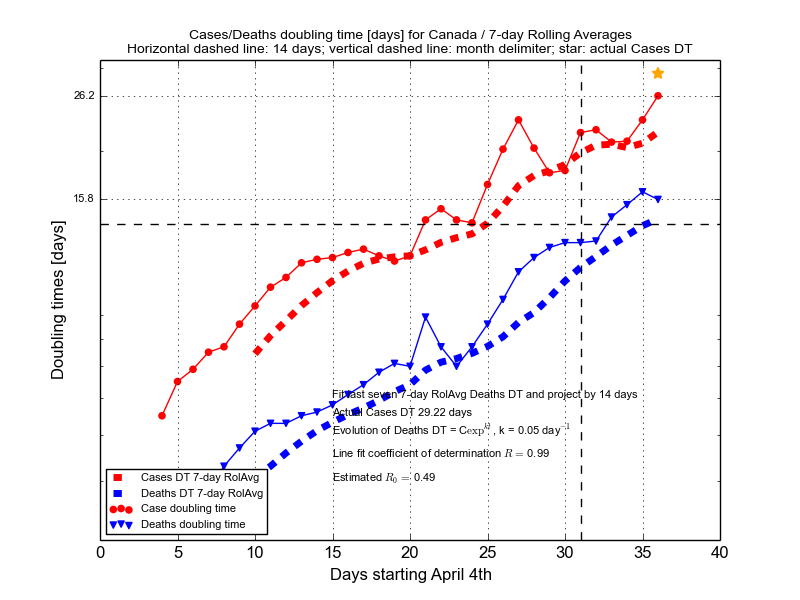 Cases/Deaths doubling time [days] for Canada / 7-day Rolling Averages
Horizontal dashed line: 14 days; vertical dashed line: month delimiter; star: actual Cases DT
26.2
15.8
Doubling times [days]
Fit last seven 7-day RolAvg Deaths DT and project by 14 days
Actual Cases DT 29.22 days
Evolution of Deaths DT = Cexp^{kt}, k = 0.05 day^{-1}
Line fit coefficient of determination R = 0.99
Estimated R_0 = 0.49
Cases DT 7-day RolAvg
Deaths DT 7-day RolAvg
Case doubling time
Deaths doubling time
0 5 10 15 20 25 30 35 40
Days starting April 4th